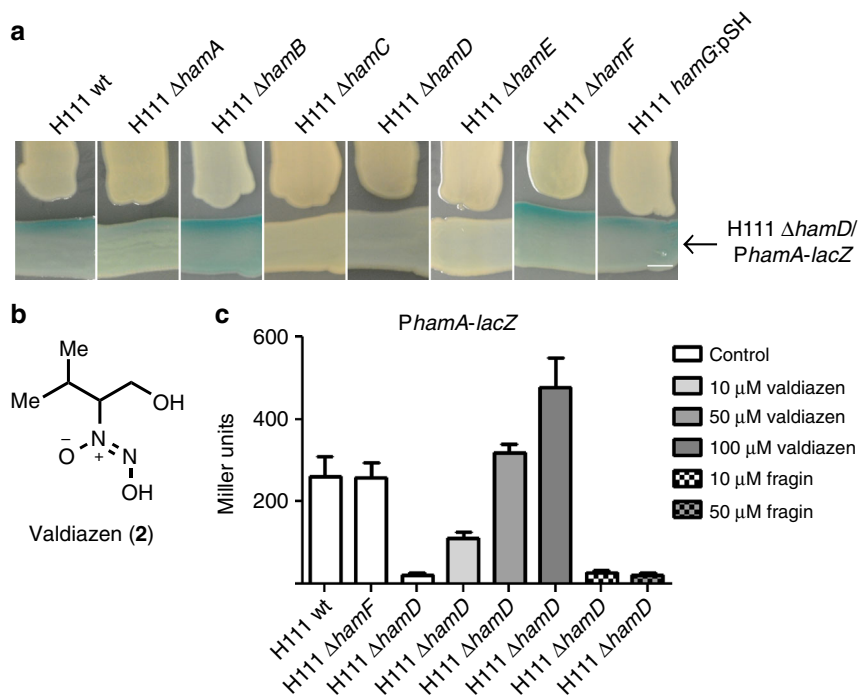 a
H111 wt
H111 ΔhamA
H111 ΔhamB
H111 ΔhamC
H111 ΔhamD
H111 ΔhamE
H111 ΔhamF
H111 hamG:pSH
H111 ΔhamD/
PhamA-lacZ
b
Me
Me
OH
N
+
−
O
N
OH
Valdiazen (2)
c
PhamA-lacZ
Miller units
600
400
200
H111 wt
H111 ΔhamF
H111 ΔhamD
H111 ΔhamD
H111 ΔhamD
H111 ΔhamD
H111 ΔhamD
H111 ΔhamD
Control
10 μM valdiazen
50 μM valdiazen
100 μM valdiazen
10 μM fragin
50 μM fragin